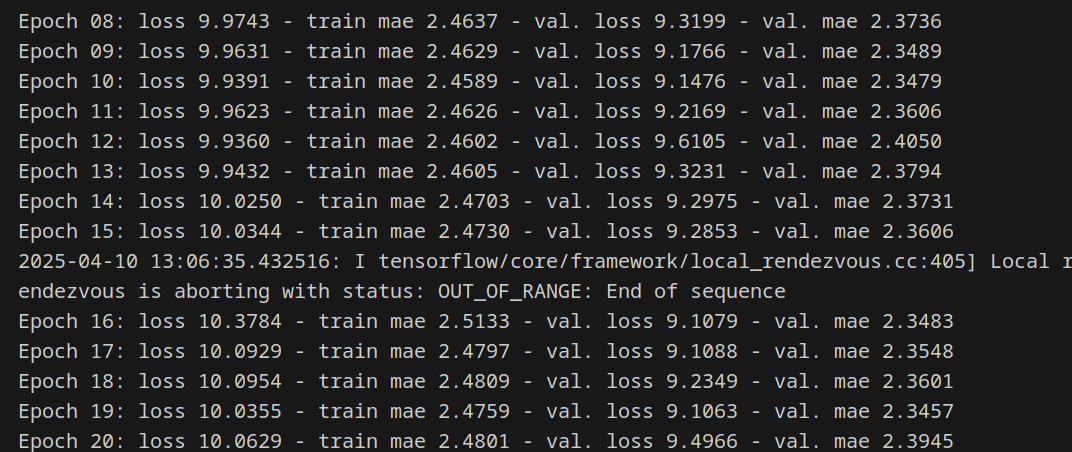 Epoch 08: loss 9.9743 - train mae 2.4637 - val. loss 9.3199 - val. mae 2.3736
Epoch 09: loss 9.9631 - train mae 2.4629 - val. loss 9.1766 - val. mae 2.3489
Epoch 10: loss 9.9391 - train mae 2.4589 - val. loss 9.1476 - val. mae 2.3479
Epoch 11: loss 9.9623 - train mae 2.4626 - val. loss 9.2169 - val. mae 2.3606
Epoch 12: loss 9.9360 - train mae 2.4602 - val. loss 9.6105 - val. mae 2.4050
Epoch 13: loss 9.9432 - train mae 2.4605 - val. loss 9.3231 - val. mae 2.3794
Epoch 14: loss 10.0250 - train mae 2.4703 - val. loss 9.2975 - val. mae 2.3731
Epoch 15: loss 10.0344 - train mae 2.4730 - val. loss 9.2853 - val. mae 2.3606
2025-04-10 13:06:35.432516: I tensorflow/core/framework/local_rendezvous.cc:405] Local r
endezvous is aborting with status: OUT_OF_RANGE: End of sequence
Epoch 16: loss 10.3784 - train mae 2.5133 - val. loss 9.1079 - val. mae 2.3483
Epoch 17: loss 10.0929 - train mae 2.4797 - val. loss 9.1088 - val. mae 2.3548
Epoch 18: loss 10.0954 - train mae 2.4809 - val. loss 9.2349 - val. mae 2.3601
Epoch 19: loss 10.0355 - train mae 2.4759 - val. loss 9.1063 - val. mae 2.3457
Epoch 20: loss 10.0629 - train mae 2.4801 - val. loss 9.4966 - val. mae 2.3945